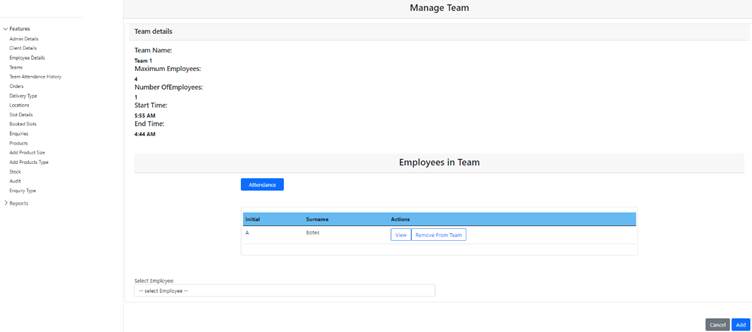 Manage Team
Features
Admin Details
Client Details
Employee Details
Teams
Team Attendance History
Orders
Delivery Type
Locations
Slot Details
Booked Slots
Enquiries
Products
Add Product Size
Add Products Type
Stock
Audit
Enquiry Type
Reports
Team details
Team Name:
Team 1
Maximum Employees:
4
Number OfEmployees:
1
Start Time:
5:55 AM
End Time:
4:44 AM
Employees in Team
Attendance
Initial Surname Actions
A Botes View Remove From Team
Select Employee
-- select Employee --
Cancel Add